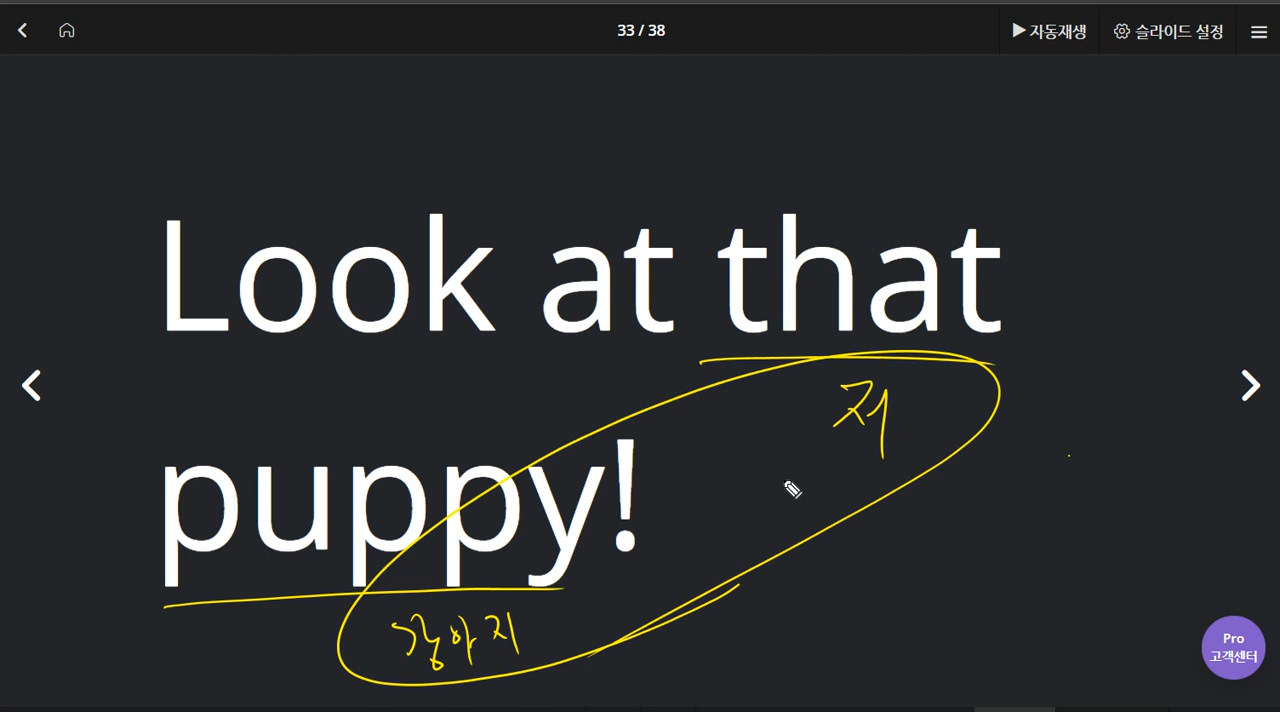 33 / 38
▶ 자동재생
슬라이드 설정
Look at that
저
puppy!
강아지
Pro
고객센터